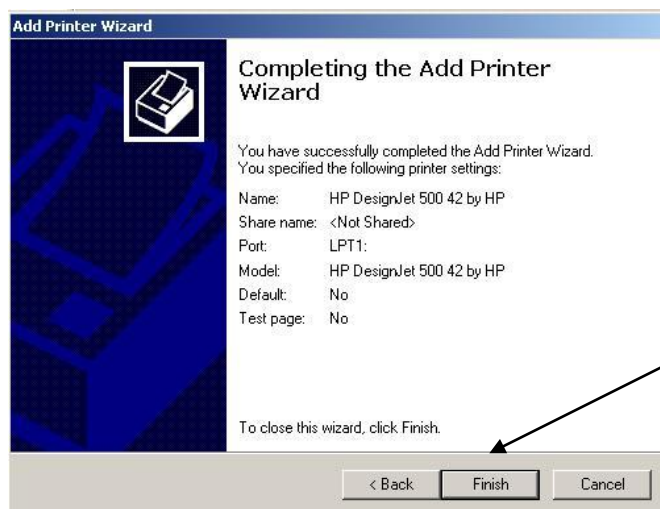 Add Printer Wizard
Completing the Add Printer
Wizard
You have successfully completed the Add Printer Wizard.
You specified the following printer settings:
Name: HP DesignJet 500 42 by HP
Share name: <Not Shared>
Port: LPT1:
Model: HP DesignJet 500 42 by HP
Default: No
Test page: No
To close this wizard, click Finish.
< Back Finish Cancel